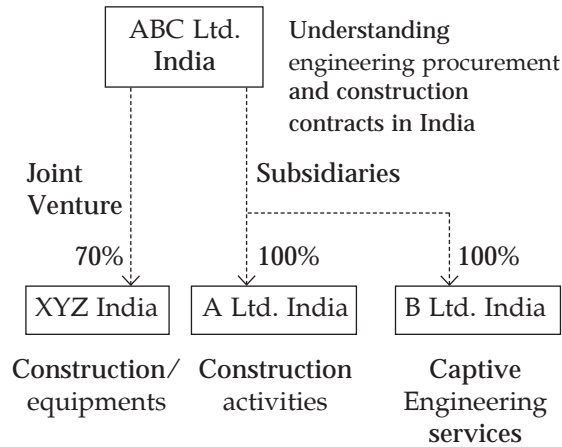 ABC Ltd.
India
Understanding
engineering procurement
and construction
contracts in India
Joint
Venture
Subsidiaries
70%
100%
100%
XYZ India
A Ltd. India
B Ltd. India
Construction/
equipments
Construction
activities
Captive
Engineering
services